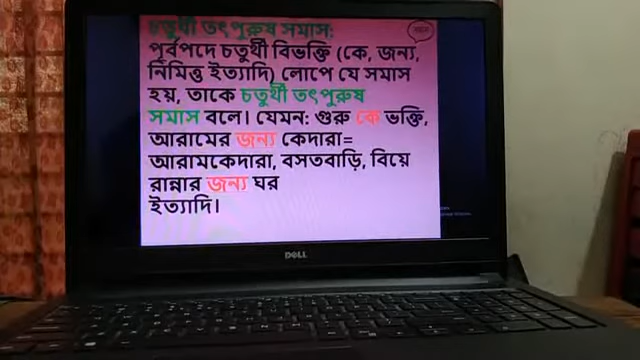 চতুর্থী তৎপুরুষ সমাস:
পূর্বপদে চতুর্থী বিভক্তি (কে, জন্য,
নিমিত্ত ইত্যাদি) লোপে যে সমাস
হয়, তাকে চতুর্থী তৎপুরুষ
সমাস বলে। যেমন: গুরু কে ভক্তি,
আরামের জন্য কেদারা=
আরামকেদারা, বসতবাড়ি, বিয়ে
রান্নার জন্য ঘর
ইত্যাদি।
DELL